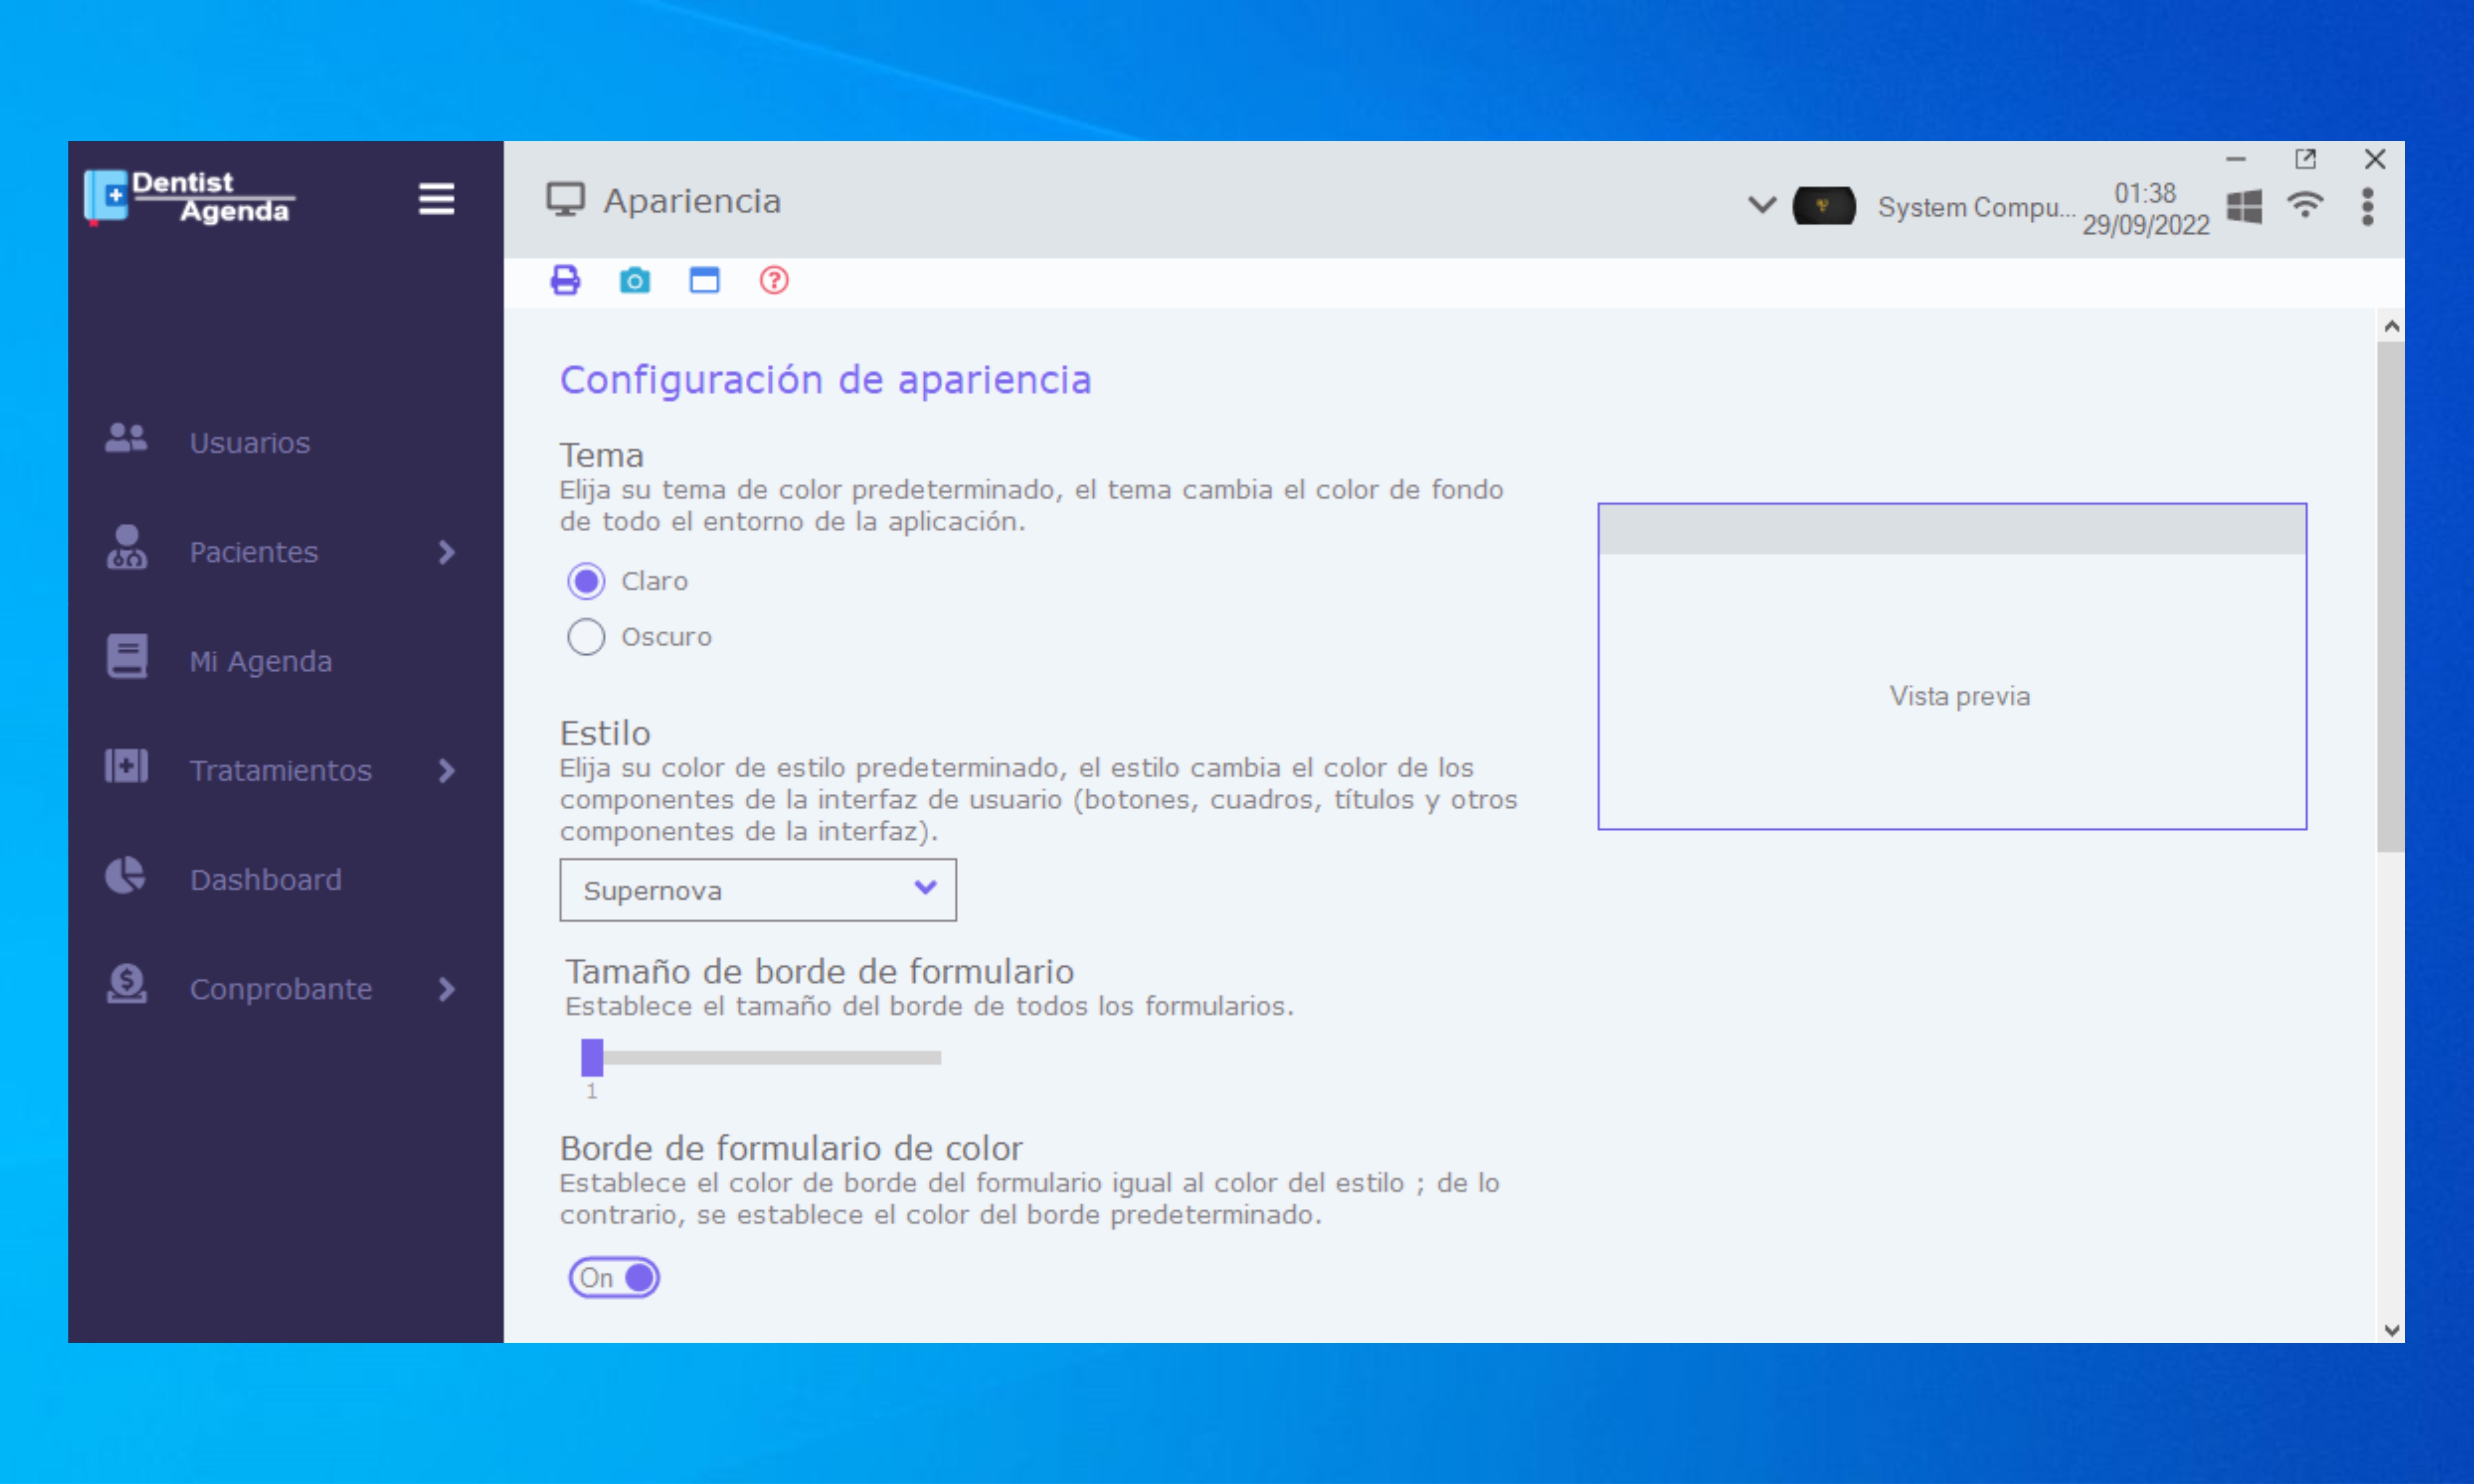 Dentist
Agenda
Apariencia
System Compu...
01:38
29/09/2022
Usuarios
Pacientes
Mi Agenda
Tratamientos
Dashboard
Conprobante
Configuración de apariencia
Tema
Elija su tema de color predeterminado, el tema cambia el color de fondo
de todo el entorno de la aplicación.
Claro
Oscuro
Estilo
Elija su color de estilo predeterminado, el estilo cambia el color de los
componentes de la interfaz de usuario (botones, cuadros, títulos y otros
componentes de la interfaz).
Supernova
Tamaño de borde de formulario
Establece el tamaño del borde de todos los formularios.
1
Borde de formulario de color
Establece el color de borde del formulario igual al color del estilo ; de lo
contrario, se establece el color del borde predeterminado.
On
Vista previa